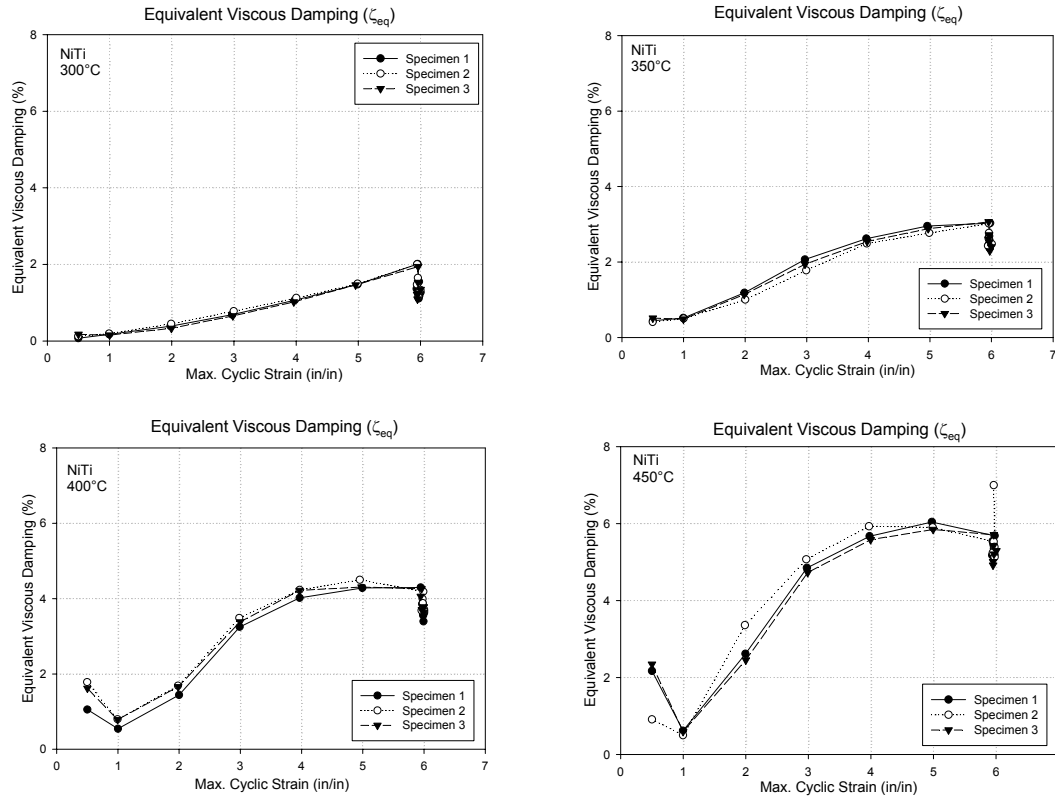 Equivalent Viscous Damping (ζeq)
NiTi
300°C
Specimen 1
Specimen 2
Specimen 3
Equivalent Viscous Damping (%)
8
6
4
2
0
0 1 2 3 4 5 6 7
Max. Cyclic Strain (in/in)
Equivalent Viscous Damping (ζeq)
NiTi
350°C
Specimen 1
Specimen 2
Specimen 3
Equivalent Viscous Damping (%)
8
6
4
2
0
0 1 2 3 4 5 6 7
Max. Cyclic Strain (in/in)
Equivalent Viscous Damping (ζeq)
NiTi
400°C
Specimen 1
Specimen 2
Specimen 3
Equivalent Viscous Damping (%)
8
6
4
2
0
0 1 2 3 4 5 6 7
Max. Cyclic Strain (in/in)
Equivalent Viscous Damping (ζeq)
NiTi
450°C
Specimen 1
Specimen 2
Specimen 3
Equivalent Viscous Damping (%)
8
6
4
2
0
0 1 2 3 4 5 6 7
Max. Cyclic Strain (in/in)